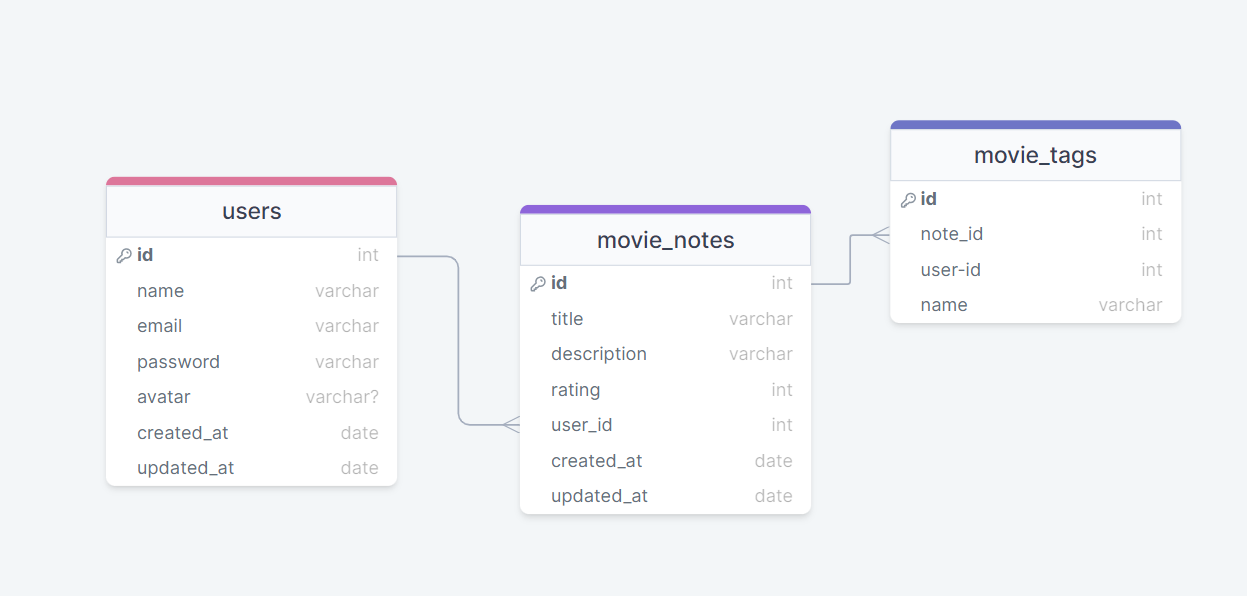 users
id int
name varchar
email varchar
password varchar
avatar varchar?
created_at date
updated_at date
movie_notes
id int
title varchar
description varchar
rating int
user_id int
created_at date
updated_at date
movie_tags
id int
note_id int
user-id int
name varchar